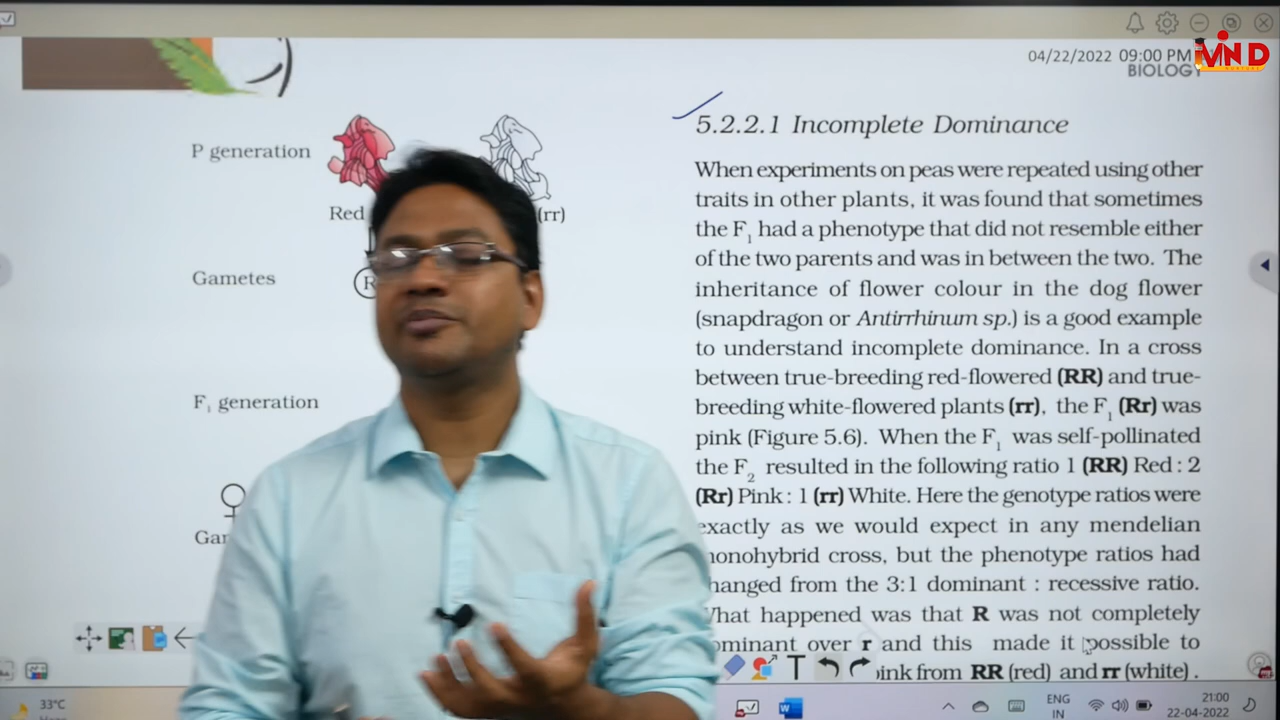 04/22/2022 09:00 PM
MIND
BIOLOGY
P generation
Red
(rr)
Gametes
R
F₁ generation
5.2.2.1 Incomplete Dominance
When experiments on peas were repeated using other
traits in other plants, it was found that sometimes
the F₁ had a phenotype that did not resemble either
of the two parents and was in between the two. The
inheritance of flower colour in the dog flower
(snapdragon or Antirrhinum sp.) is a good example
to understand incomplete dominance. In a cross
between true-breeding red-flowered (RR) and true-
breeding white-flowered plants (rr), the F₁ (Rr) was
pink (Figure 5.6). When the F₁ was self-pollinated
the F₂ resulted in the following ratio 1 (RR) Red : 2
(Rr) Pink : 1 (rr) White. Here the genotype ratios were
exactly as we would expect in any mendelian
monohybrid cross, but the phenotype ratios had
hanged from the 3:1 dominant : recessive ratio.
What happened was that R was not completely
ominant over r and this made it possible to
ink from RR (red) and rr (white).
T
33°C
ENG
IN
21:00
22-04-2022